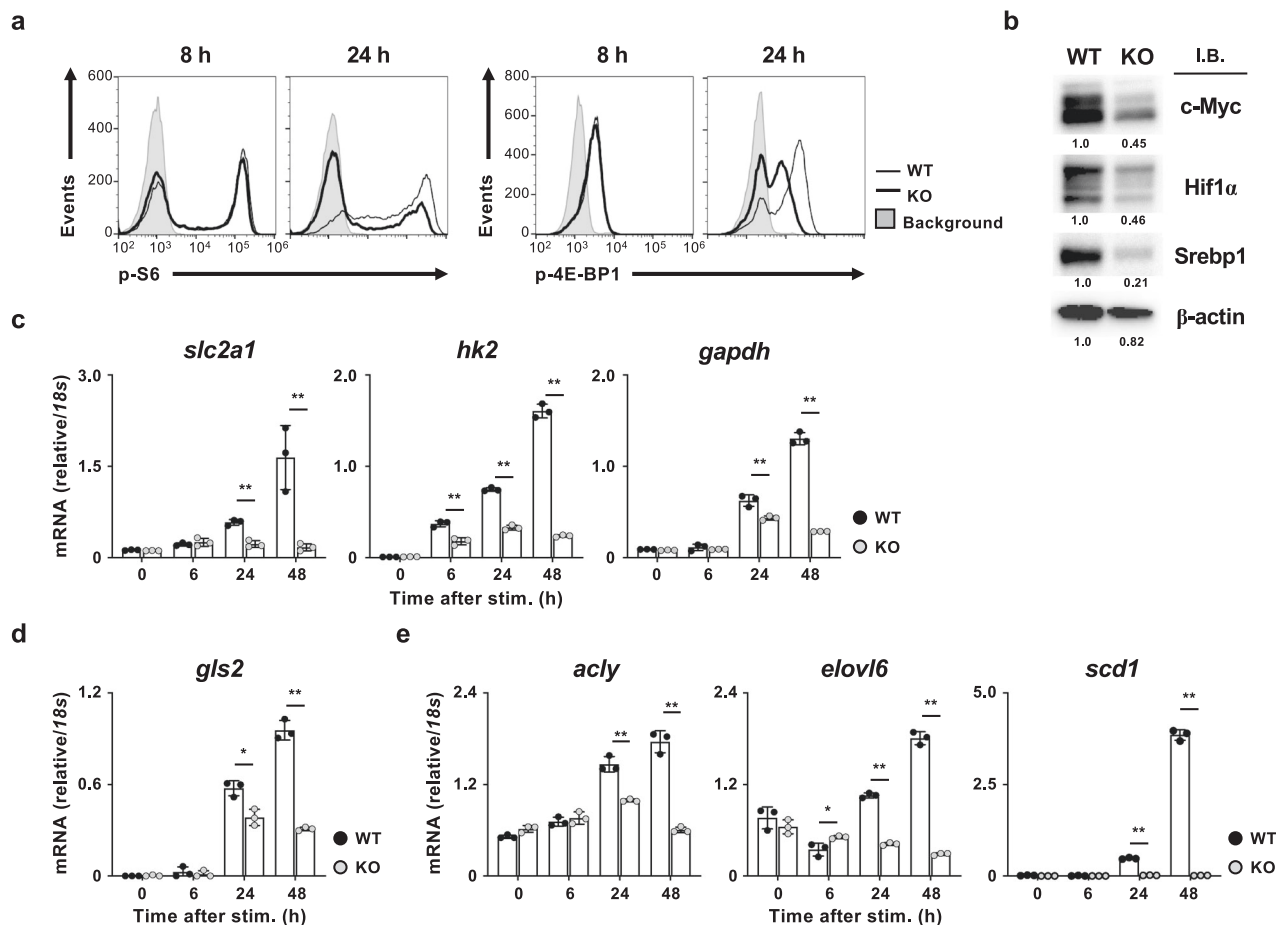 a
8 h
24 h
8 h
24 h
Events
600
400
200
0
10² 10³ 10⁴ 10⁵ 10⁶
p-S6
Events
800
600
400
200
0
10² 10³ 10⁴ 10⁵ 10⁶
p-4E-BP1
WT
KO
Background
b
WT KO I.B.
c-Myc
1.0 0.45
Hif1α
1.0 0.46
Srebp1
1.0 0.21
β-actin
1.0 0.82
c
slc2a1
mRNA (relative/18s)
3.0
1.5
0
**
**
0 6 24 48
hk2
2.0
1.0
0
**
**
**
0 6 24 48
Time after stim. (h)
gapdh
2.0
1.0
0
**
**
0 6 24 48
WT
KO
d
gls2
mRNA (relative/18s)
1.2
0.6
0
*
**
0 6 24 48
Time after stim. (h)
WT
KO
e
acly
mRNA (relative/18s)
2.4
1.2
0
**
**
0 6 24 48
elovl6
2.4
1.2
0
*
**
**
0 6 24 48
Time after stim. (h)
scd1
5.0
2.5
0
**
**
0 6 24 48
WT
KO